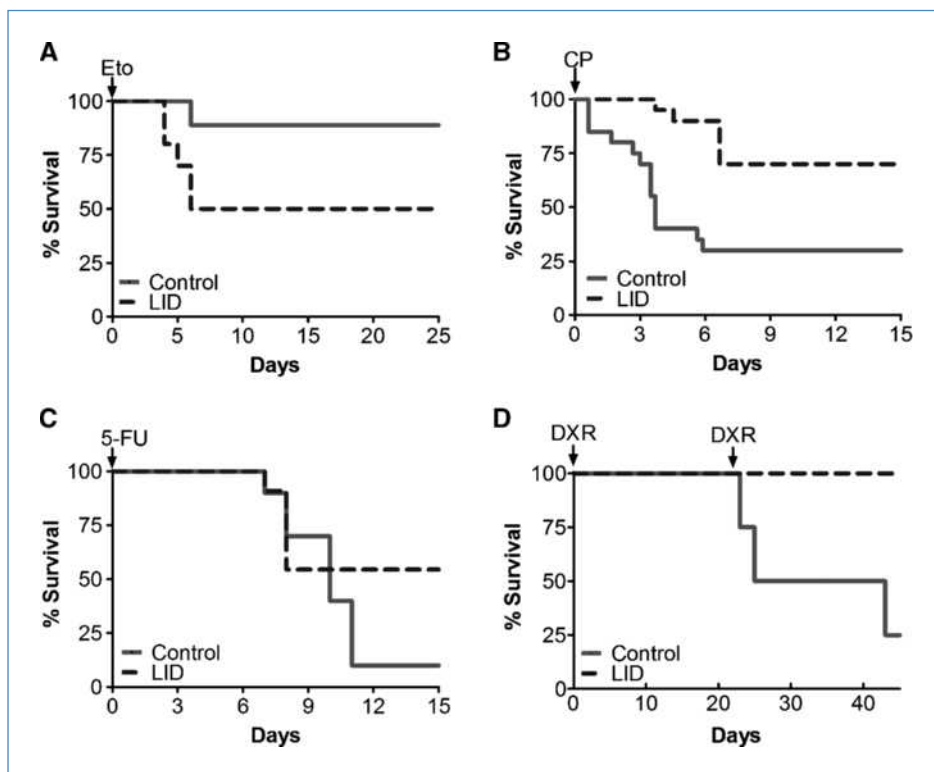 A
Eto
100
75
50
25
0
% Survival
Control
LID
0 5 10 15 20 25
Days
B
CP
100
75
50
25
0
% Survival
Control
LID
0 3 6 9 12 15
Days
C
5-FU
100
75
50
25
0
% Survival
Control
LID
0 3 6 9 12 15
Days
D
DXR DXR
100
75
50
25
0
% Survival
Control
LID
0 10 20 30 40
Days